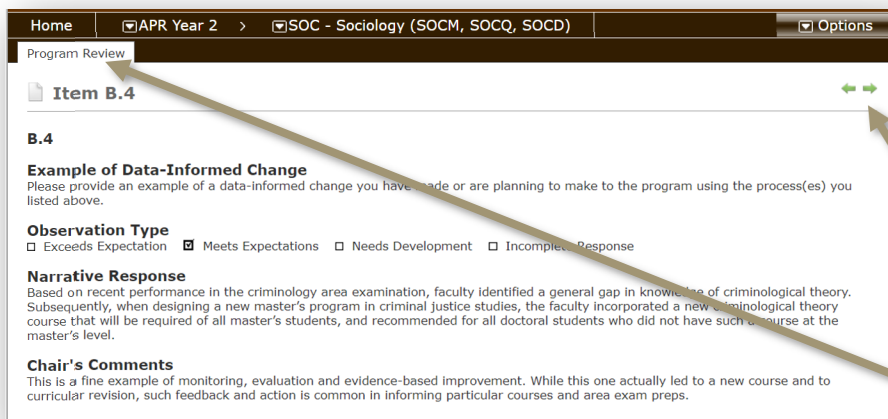 Home APR Year 2 > SOC - Sociology (SOCM, SOCQ, SOCD) Options
Program Review
Item B.4
B.4
Example of Data-Informed Change
Please provide an example of a data-informed change you have made or are planning to make to the program using the process(es) you
listed above.
Observation Type
Exceeds Expectation Meets Expectations Needs Development Incomplete Response
Narrative Response
Based on recent performance in the criminology area examination, faculty identified a general gap in knowledge of criminological theory.
Subsequently, when designing a new master's program in criminal justice studies, the faculty incorporated a new criminological theory
course that will be required of all master's students, and recommended for all doctoral students who did not have such a course at the
master's level.
Chair's Comments
This is a fine example of monitoring, evaluation and evidence-based improvement. While this one actually led to a new course and to
curricular revision, such feedback and action is common in informing particular courses and area exam preps.